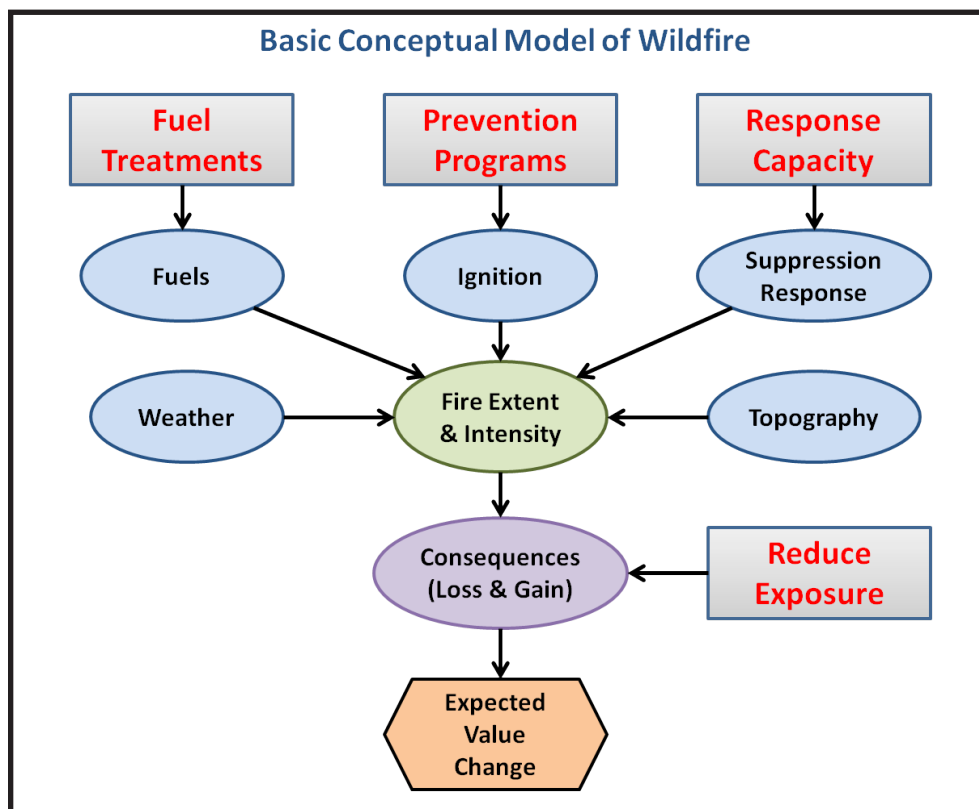 Basic Conceptual Model of Wildfire
Fuel
Treatments
Prevention
Programs
Response
Capacity
Fuels
Ignition
Suppression
Response
Weather
Fire Extent
& Intensity
Topography
Consequences
(Loss & Gain)
Reduce
Exposure
Expected
Value
Change